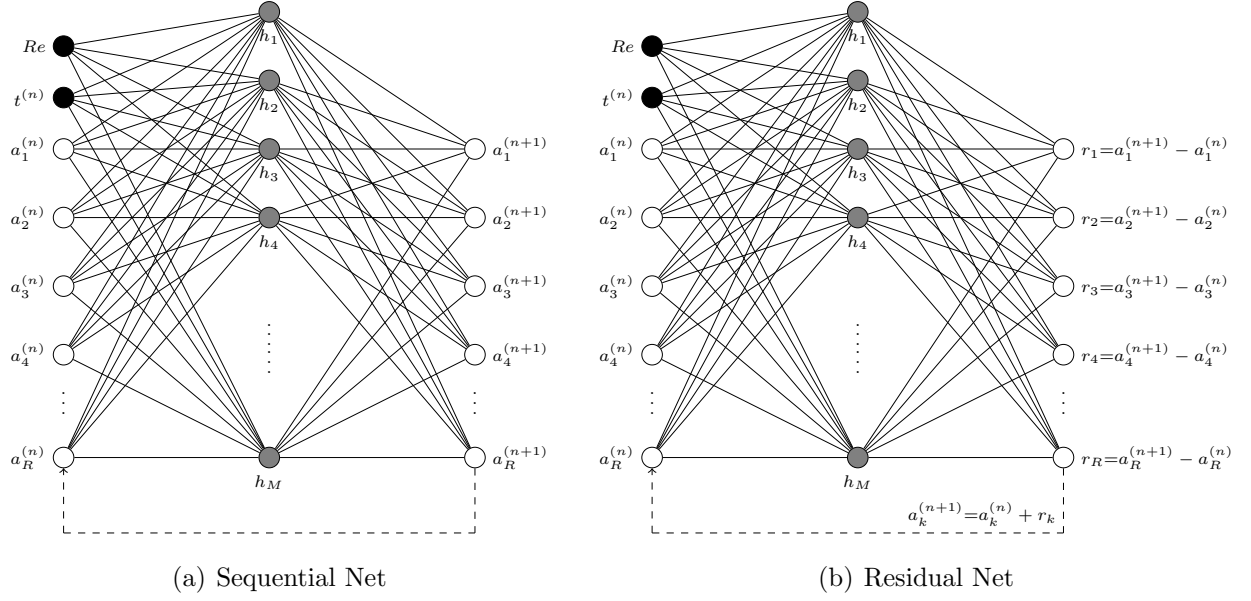 Re
t^{(n)}
a_1^{(n)}
a_2^{(n)}
a_3^{(n)}
a_4^{(n)}
a_R^{(n)}
h_1
h_2
h_3
h_4
h_M
a_1^{(n+1)}
a_2^{(n+1)}
a_3^{(n+1)}
a_4^{(n+1)}
a_R^{(n+1)}
(a) Sequential Net
Re
t^{(n)}
a_1^{(n)}
a_2^{(n)}
a_3^{(n)}
a_4^{(n)}
a_R^{(n)}
h_1
h_2
h_3
h_4
h_M
r_1=a_1^{(n+1)} − a_1^{(n)}
r_2=a_2^{(n+1)} − a_2^{(n)}
r_3=a_3^{(n+1)} − a_3^{(n)}
r_4=a_4^{(n+1)} − a_4^{(n)}
r_R=a_R^{(n+1)} − a_R^{(n)}
a_k^{(n+1)}=a_k^{(n)} + r_k
(b) Residual Net